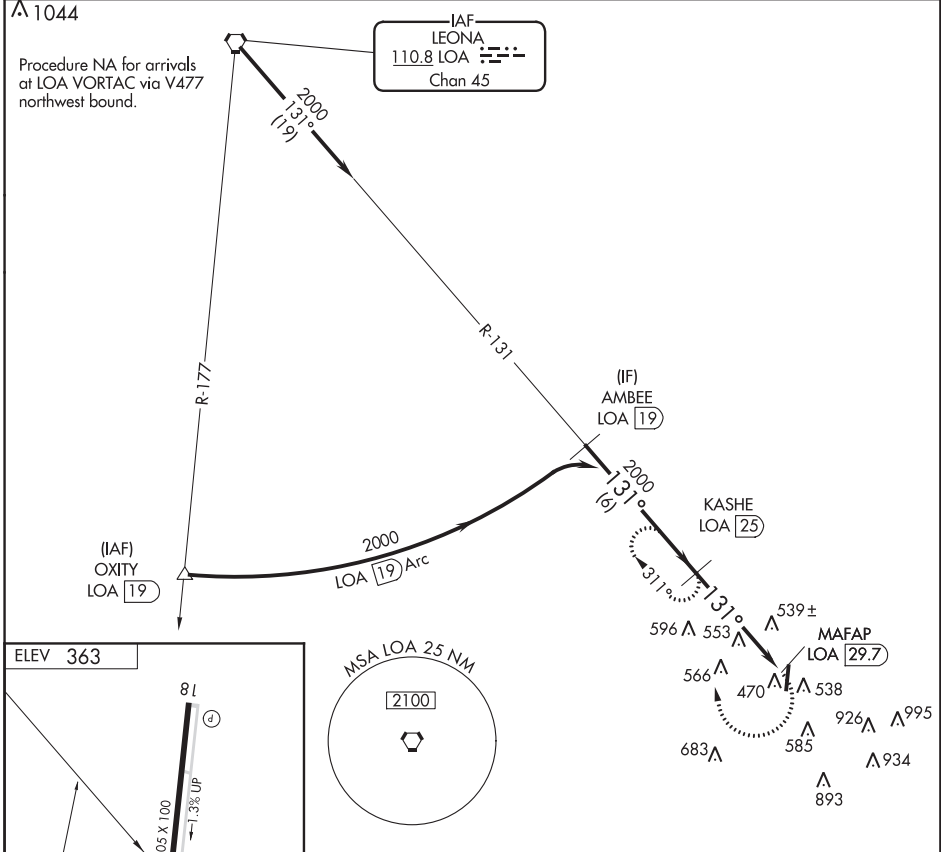 1044
Procedure NA for arrivals
at LOA VORTAC via V477
northwest bound.
IAF
LEONA
110.8 LOA
Chan 45
2000
131°
(19)
R-131
R-177
(IF)
AMBEE
LOA 19
2000
131°
(6)
KASHE
LOA 25
(IAF)
OXITY
LOA 19
2000
LOA 19 Arc
311°
131°
539±
596
553
MAFAP
LOA 29.7
566
470
538
926
995
585
683
934
893
ELEV 363
18
P
05 X 100
1.3% UP
MSA LOA 25 NM
2100